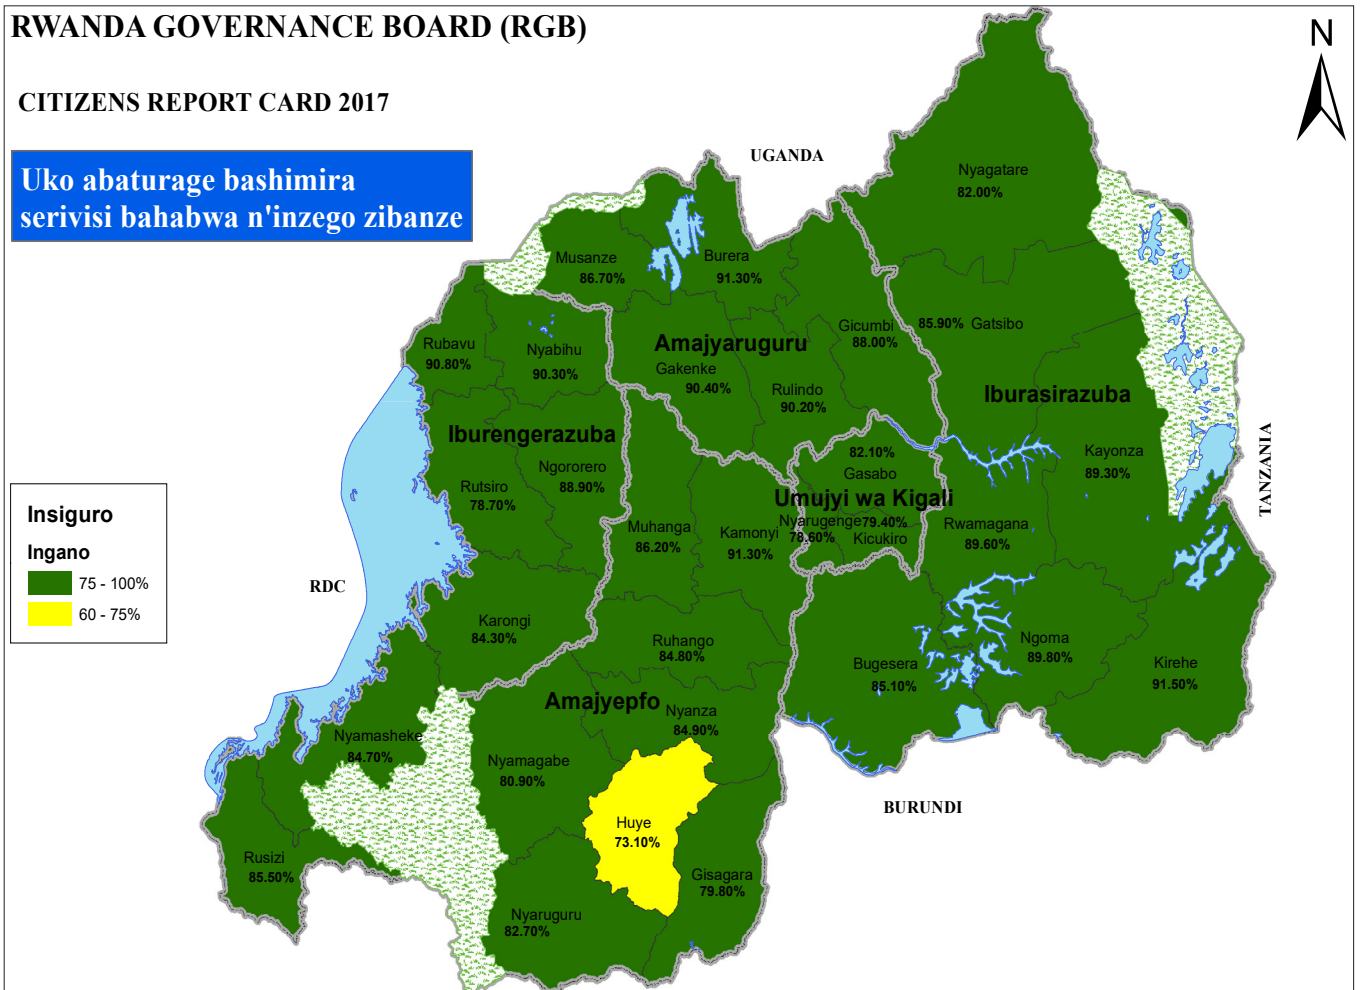 RWANDA GOVERNANCE BOARD (RGB)
N
CITIZENS REPORT CARD 2017
Uko abaturage bashimira
serivisi bahabwa n'inzego zibanze
UGANDA
Nyagatare
82.00%
Musanze
86.70%
Burera
91.30%
Gicumbi
88.00%
85.90% Gatsibo
Rubavu
90.80%
Nyabihu
90.30%
Amajyaruguru
Gakenke
90.40%
Rulindo
90.20%
Iburasirazuba
Iburengerazuba
Ngororero
88.90%
Rutsiro
78.70%
82.10%
Gasabo
Umujyi wa Kigali
Nyarugenge
78.60%
79.40%
Kicukiro
Kayonza
89.30%
TANZANIA
Rwamagana
89.60%
Muhanga
86.20%
Kamonyi
91.30%
Insiguro
Ingano
75 - 100%
60 - 75%
RDC
Karongi
84.30%
Ruhango
84.80%
Bugesera
85.10%
Ngoma
89.80%
Kirehe
91.50%
Amajyepfo
Nyanza
84.90%
Nyamasheke
84.70%
Nyamagabe
80.90%
BURUNDI
Huye
73.10%
Rusizi
85.50%
Gisagara
79.80%
Nyaruguru
82.70%